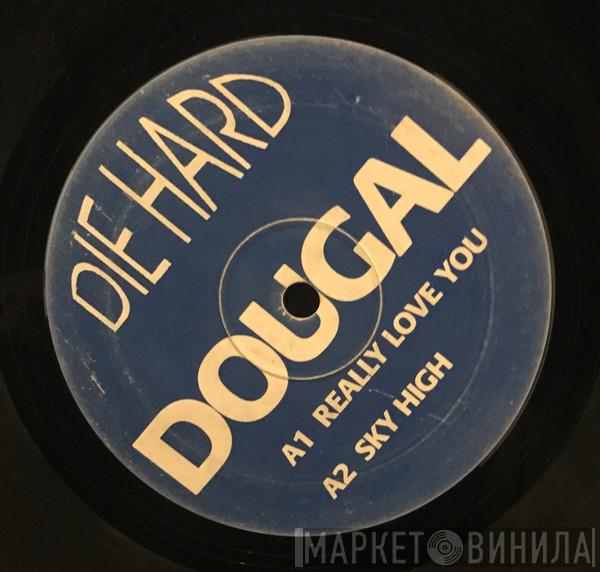 DIE HARD
DOUGAL
A1 REALLY LOVE YOU
A2 SKY HIGH
МАРКЕТ ВИНИЛА